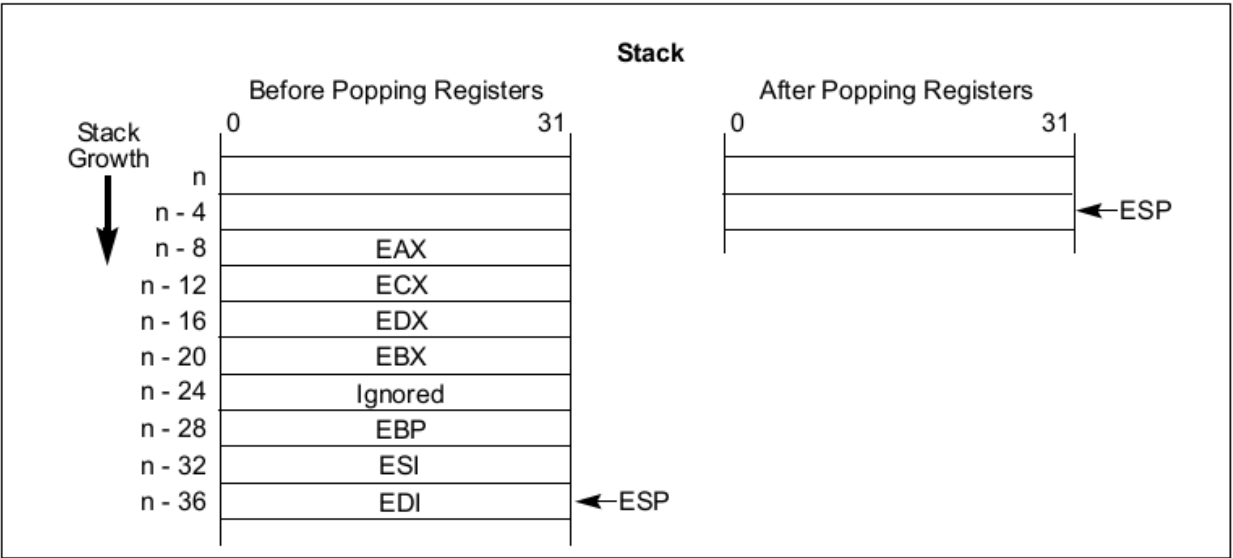 Stack
Before Popping Registers
After Popping Registers
0 31
0 31
Stack
Growth
n
n - 4
ESP
n - 8 EAX
n - 12 ECX
n - 16 EDX
n - 20 EBX
n - 24 Ignored
n - 28 EBP
n - 32 ESI
n - 36 EDI ESP